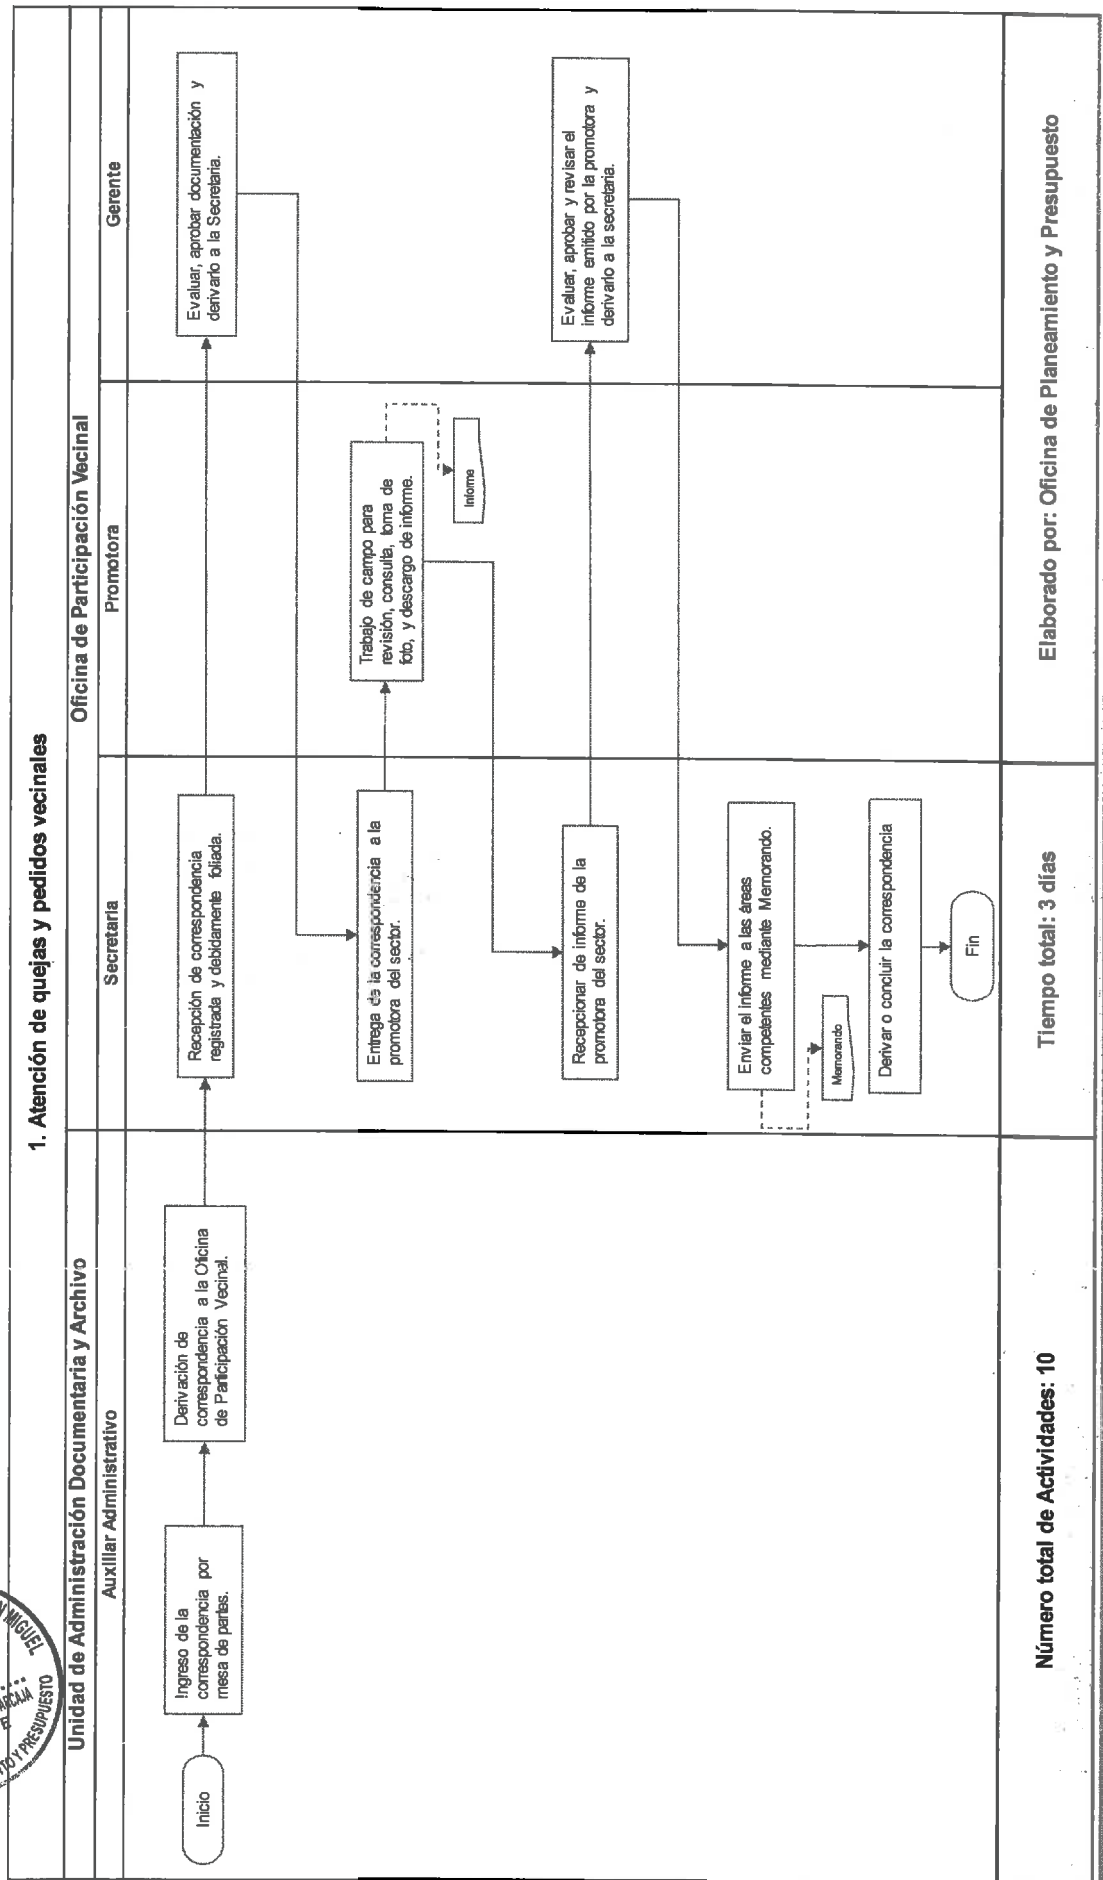 1. Atención de quejas y pedidos vecinales
Unidad de Administración Documentaria y Archivo
Oficina de Participación Vecinal
Auxiliar Administrativo
Secretaria
Promotora
Gerente
Inicio
Ingreso de la
correspondencia por
mesa de partes.
Derivación de
correspondencia a la Oficina
de Participación Vecinal.
Recepción de correspondencia
registrada y debidamente foliada.
Evaluar, aprobar documentación y
derivarlo a la Secretaria.
Entrega de la correspondencia a la
promotora del sector.
Trabajo de campo para
revisión, consulta, toma de
foto, y descargo de informe.
Informe
Recepcionar de informe de la
promotora del sector.
Evaluar, aprobar y revisar el
informe emitido por la promotora y
derivarlo a la secretaria.
Enviar el informe a las áreas
competentes mediante Memorando.
Memorando
Derivar o concluir la correspondencia
Fin
Número total de Actividades: 10
Tiempo total: 3 días
Elaborado por: Oficina de Planeamiento y Presupuesto
MIGUEL
Y PRESUPUESTO